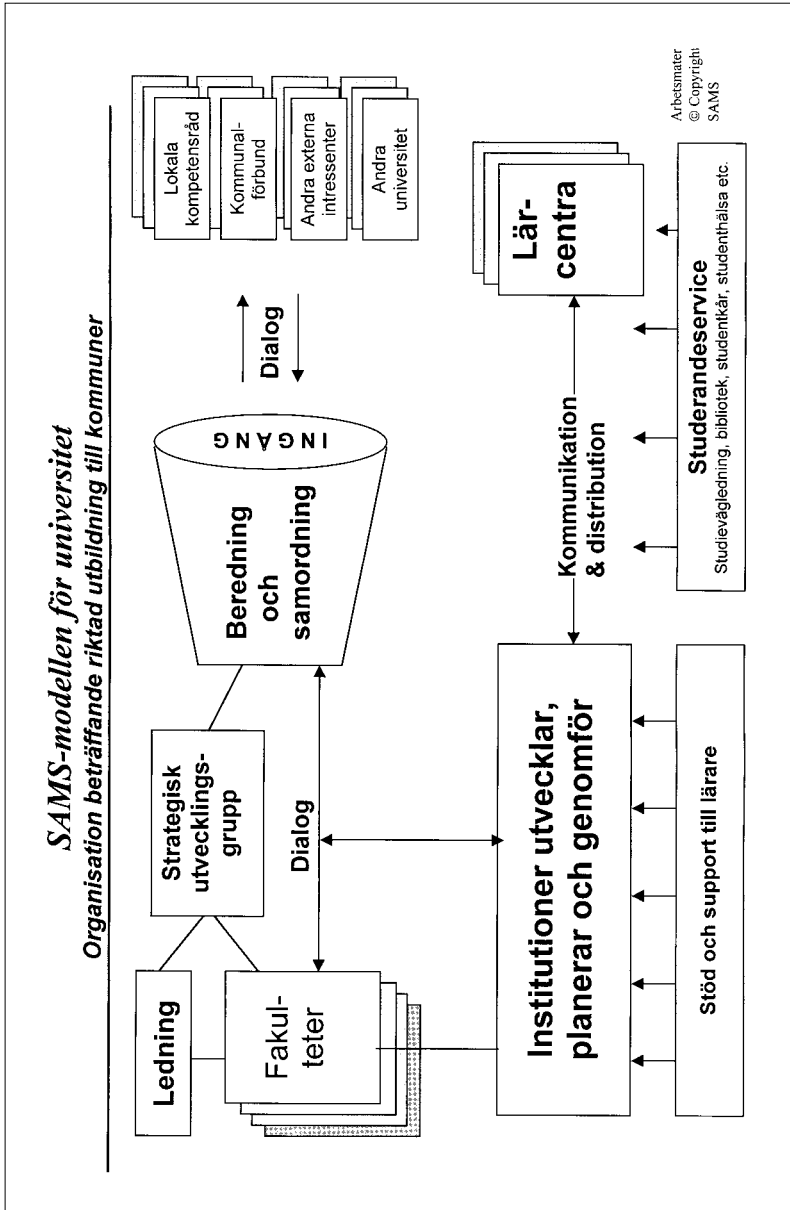 SAMS-modellen för universitet
Organisation beträffande riktad utbildning till kommuner
Ledning
Fakul-
teter
Strategisk
utvecklings-
grupp
Dialog
Beredning
och
samordning
INGÅNG
Dialog
Lokala
kompetensråd
Kommunal-
förbund
Andra externa
intressenter
Andra
universitet
Institutioner utvecklar,
planerar och genomför
Kommunikation
& distribution
Lär-
centra
Stöd och support till lärare
Studerandeservice
Studievägledning, bibliotek, studentkår, studenthälsa etc.
Arbetsmater
© Copyright
SAMS